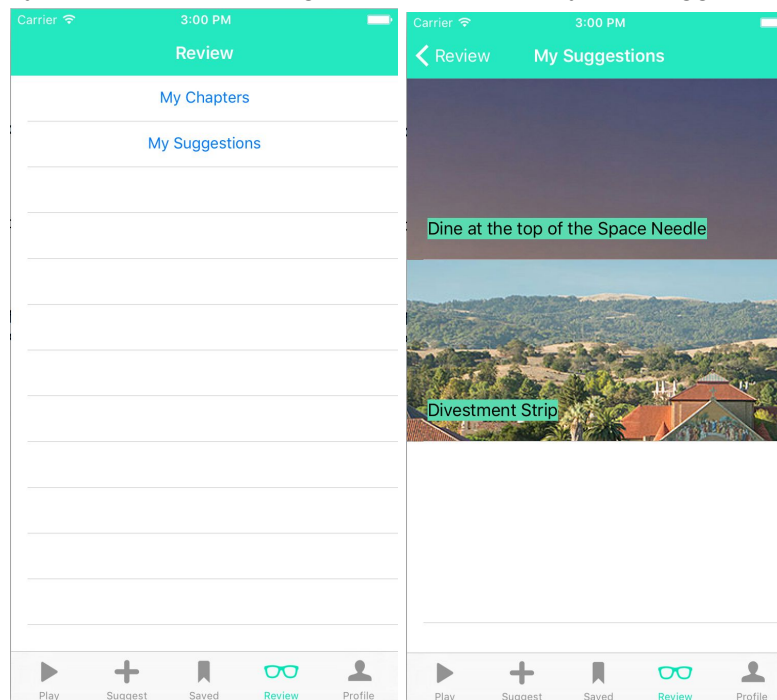 Carrier 3:00 PM
Review
My Chapters
My Suggestions
Play Suggest Saved Review Profile
Carrier 3:00 PM
Review My Suggestions
Dine at the top of the Space Needle
Divestment Strip
Play Suggest Saved Review Profile